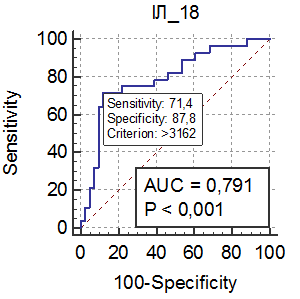 ІЛ_18
100
80
60
40
20
0
Sensitivity
Sensitivity: 71,4
Specificity: 87,8
Criterion: >3162
AUC = 0,791
P < 0,001
0 20 40 60 80 100
100-Specificity